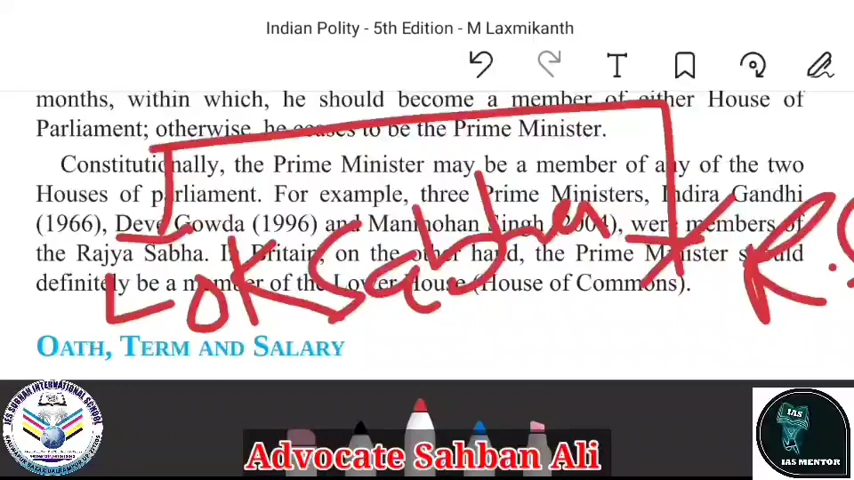 Indian Polity - 5th Edition - M Laxmikanth
T
months, within which, he should become a member of either House of
Parliament; otherwise, he ceases to be the Prime Minister.
Constitutionally, the Prime Minister may be a member of any of the two
Houses of parliament. For example, three Prime Ministers, Indira Gandhi
(1966), Deve Gowda (1996) and Manmohan Singh (2004), were members of
the Rajya Sabha. In Britain, on the other hand, the Prime Minister should
definitely be a member of the Lower House (House of Commons).
Lok Sabha R.S
OATH, TERM AND SALARY
Advocate Sahban Ali
IAS
IAS MENTOR